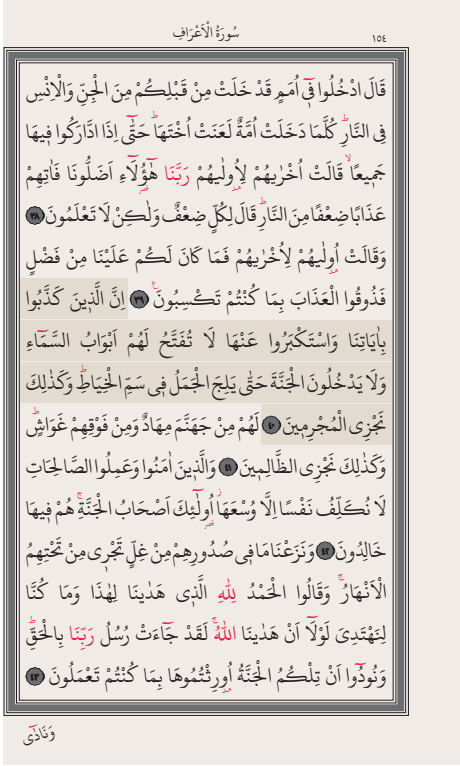 ١٥٤
سُورَةُ الْاَعْرَافِ
قَالَ ادْخُلُوا فٓى اُمَمٍ قَدْ خَلَتْ مِنْ قَبْلِكُمْ مِنَ الْجِنِّ وَالْاِنْسِ
فِى النَّارِۜ كُلَّمَا دَخَلَتْ اُمَّةٌ لَعَنَتْ اُخْتَهَاۜ حَتّٰٓى اِذَا ادَّارَكُوا فٖيهَا
جَمٖيعًاۙ قَالَتْ اُخْرٰيهُمْ لِاُو۫لٰيهُمْ رَبَّنَا هٰٓؤُ۬لَٓاءِ اَضَلُّونَا فَاٰتِهِمْ
عَذَابًا ضِعْفًا مِنَ النَّارِۜ قَالَ لِكُلٍّ ضِعْفٌ وَلٰكِنْ لَا تَعْلَمُونَ ٣٨
وَقَالَتْ اُو۫لٰيهُمْ لِاُخْرٰيهُمْ فَمَا كَانَ لَكُمْ عَلَيْنَا مِنْ فَضْلٍ
فَذُوقُوا الْعَذَابَ بِمَا كُنْتُمْ تَكْسِبُونَۚ ٣٩ اِنَّ الَّذٖينَ كَذَّبُوا
بِاٰيَاتِنَا وَاسْتَكْبَرُوا عَنْهَا لَا تُفَتَّحُ لَهُمْ اَبْوَابُ السَّمَٓاءِ
وَلَا يَدْخُلُونَ الْجَنَّةَ حَتّٰى يَلِجَ الْجَمَلُ فٖى سَمِّ الْخِيَاطِۜ وَكَذٰلِكَ
نَجْزِى الْمُجْرِمٖينَ ٤٠ لَهُمْ مِنْ جَهَنَّمَ مِهَادٌ وَمِنْ فَوْقِهِمْ غَوَاشٍۜ
وَكَذٰلِكَ نَجْزِى الظَّالِمٖينَ ٤١ وَالَّذٖينَ اٰمَنُوا وَعَمِلُوا الصَّالِحَاتِ
لَا نُكَلِّفُ نَفْسًا اِلَّا وُسْعَهَاۘ اُو۬لٰٓئِكَ اَصْحَابُ الْجَنَّةِۚ هُمْ فٖيهَا
خَالِدُونَ ٤٢ وَنَزَعْنَا مَا فٖى صُدُورِهِمْ مِنْ غِلٍّ تَجْرٖى مِنْ تَحْتِهِمُ
الْاَنْهَارُۚ وَقَالُوا الْحَمْدُ لِلّٰهِ الَّذٖى هَدٰينَا لِهٰذَا وَمَا كُنَّا
لِنَهْتَدِىَ لَوْلَٓا اَنْ هَدٰينَا اللّٰهُۚ لَقَدْ جَٓاءَتْ رُسُلُ رَبِّنَا بِالْحَقِّۜ
وَنُودُٓوا اَنْ تِلْكُمُ الْجَنَّةُ اُو۫رِثْتُمُوهَا بِمَا كُنْتُمْ تَعْمَلُونَ ٤٣
وَنَادٰٓى